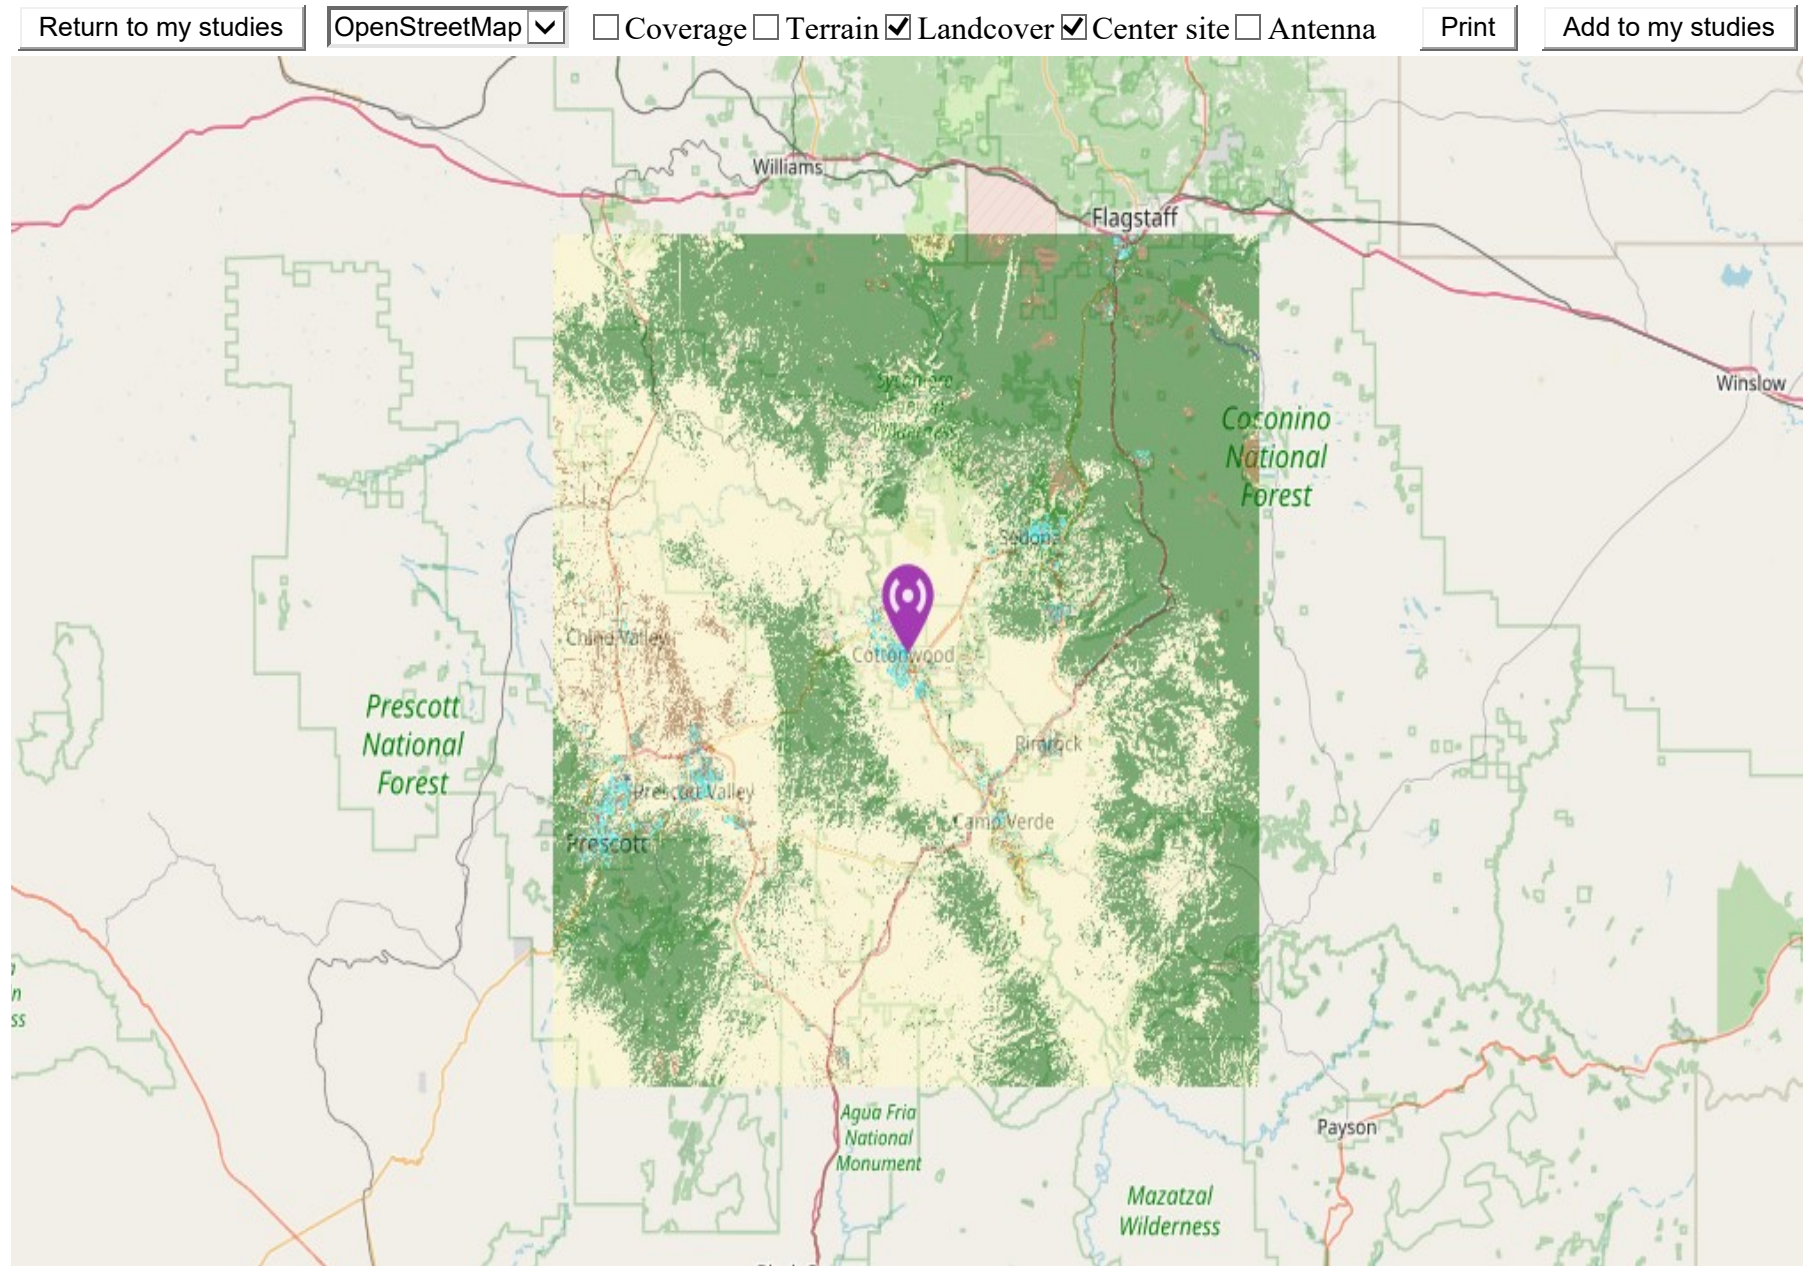 Return to my studies
OpenStreetMap
Coverage
Terrain
Landcover
Center site
Antenna
Print
Add to my studies
Williams
Flagstaff
Winslow
Sycamore
Wilderness
Coconino
National
Forest
Sedona
Chino Valley
Cottonwood
Prescott
National
Forest
Rimrock
Prescott Valley
Camp Verde
Prescott
Agua Fria
National
Monument
Payson
Mazatzal
Wilderness